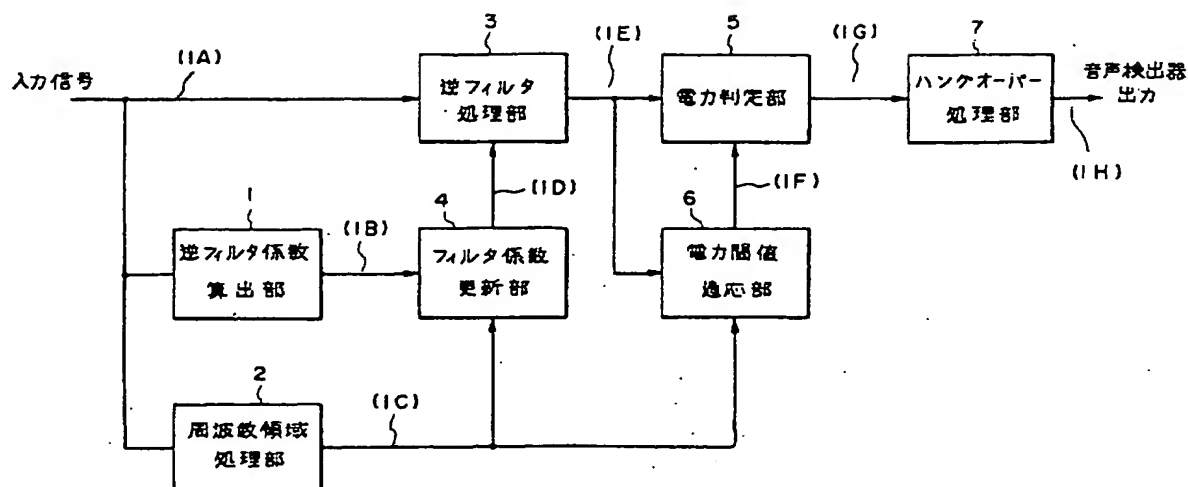 3
(1E)
5
(1G)
7
入力信号
(1A)
逆フィルタ
処理部
電力判定部
ハングオーバー
処理部
音声検出器
出力
(1H)
(1D)
(1F)
1
(1B)
4
6
逆フィルタ係数
算出部
フィルタ係数
更新部
電力閾値
適応部
2
(1C)
周波数領域
処理部